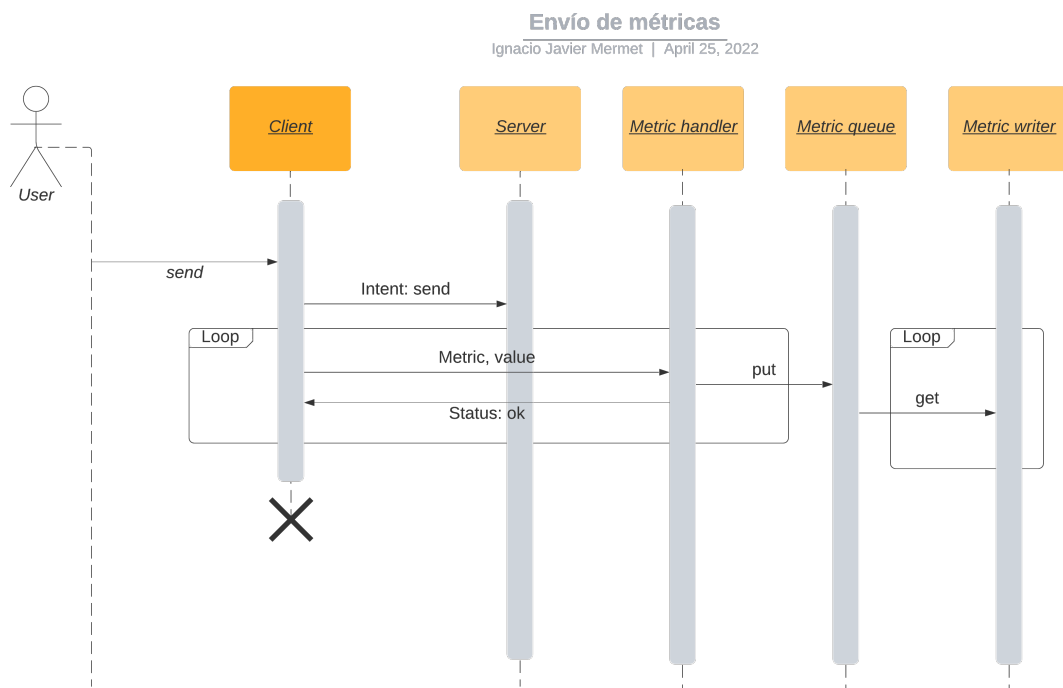 Envío de métricas
Ignacio Javier Mermet | April 25, 2022
Client
Server
Metric handler
Metric queue
Metric writer
User
send
Intent: send
Loop
Loop
Metric, value
put
get
Status: ok